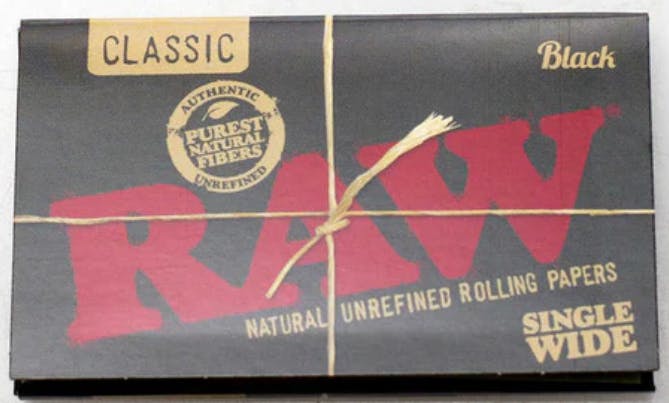 CLASSIC
Black
AUTHENTIC
PUREST
NATURAL
FIBERS
UNREFINED
RAW®
NATURAL UNREFINED ROLLING PAPERS
SINGLE
WIDE